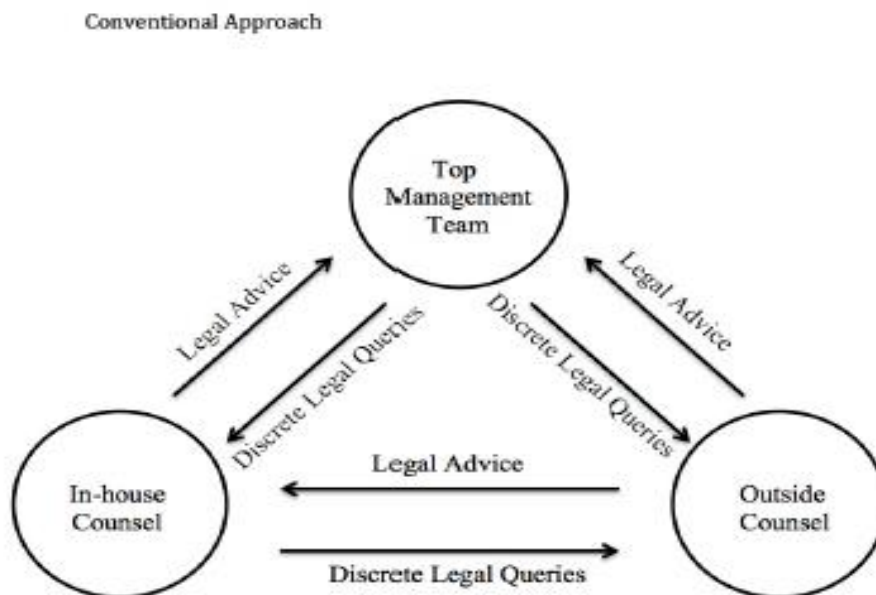 Conventional Approach
Top
Management
Team
Legal Advice
Discrete Legal Queries
Discrete Legal Queries
Legal Advice
In-house
Counsel
Legal Advice
Discrete Legal Queries
Outside
Counsel